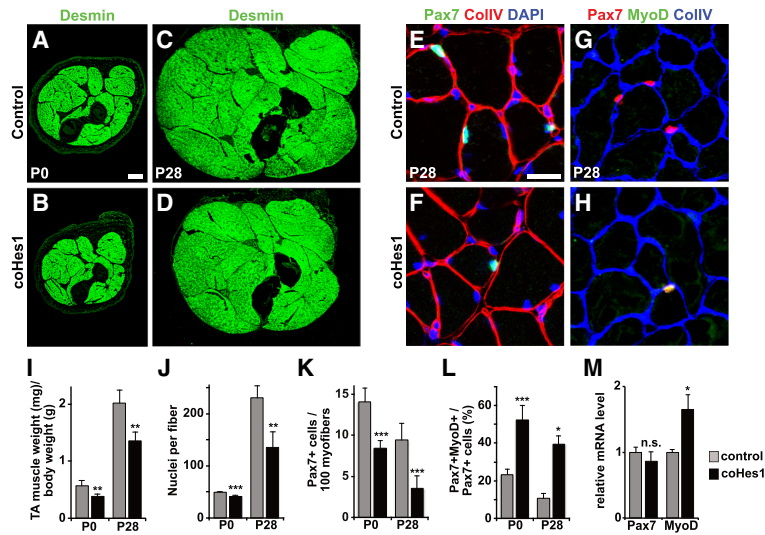 Desmin
Desmin
Pax7 CollV DAPI
Pax7 MyoD CollV
Control
A
P0
C
P28
Control
E
P28
G
P28
coHes1
B
D
coHes1
F
H
I
TA muscle weight (mg)/
body weight (g)
2
1
0
**
**
P0
P28
J
Nuclei per fiber
200
100
0
***
**
P0
P28
K
Pax7+ cells /
100 myofibers
15
10
5
0
***
***
P0
P28
L
Pax7+MyoD+ /
Pax7+ cells (%)
60
40
20
0
***
*
P0
P28
M
relative mRNA level
2
1
0
n.s.
*
Pax7
MyoD
control
coHes1